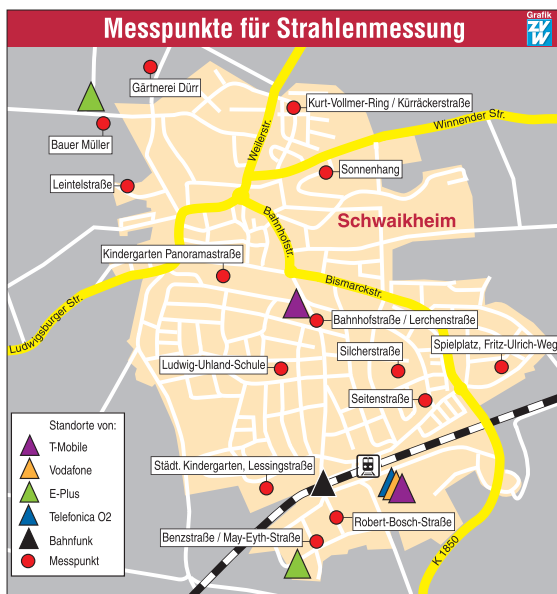 Messpunkte für Strahlenmessung
Grafik
ZVW
Gärtnerei Dürr
Kurt-Vollmer-Ring / Kürräckerstraße
Winnender Str.
Weilerstr.
Bauer Müller
Sonnenhang
Leintelstraße
Schwaikheim
Bahnhofstr.
Kindergarten Panoramastraße
Bismarckstr.
Ludwigsburger Str.
Bahnhofstraße / Lerchenstraße
Spielplatz, Fritz-Ulrich-Weg
Silcherstraße
Ludwig-Uhland-Schule
Seitenstraße
Standorte von:
T-Mobile
Vodafone
E-Plus
Telefonica O2
Bahnfunk
Messpunkt
Städt. Kindergarten, Lessingstraße
Robert-Bosch-Straße
Benzstraße / May-Eyth-Straße
K 1850